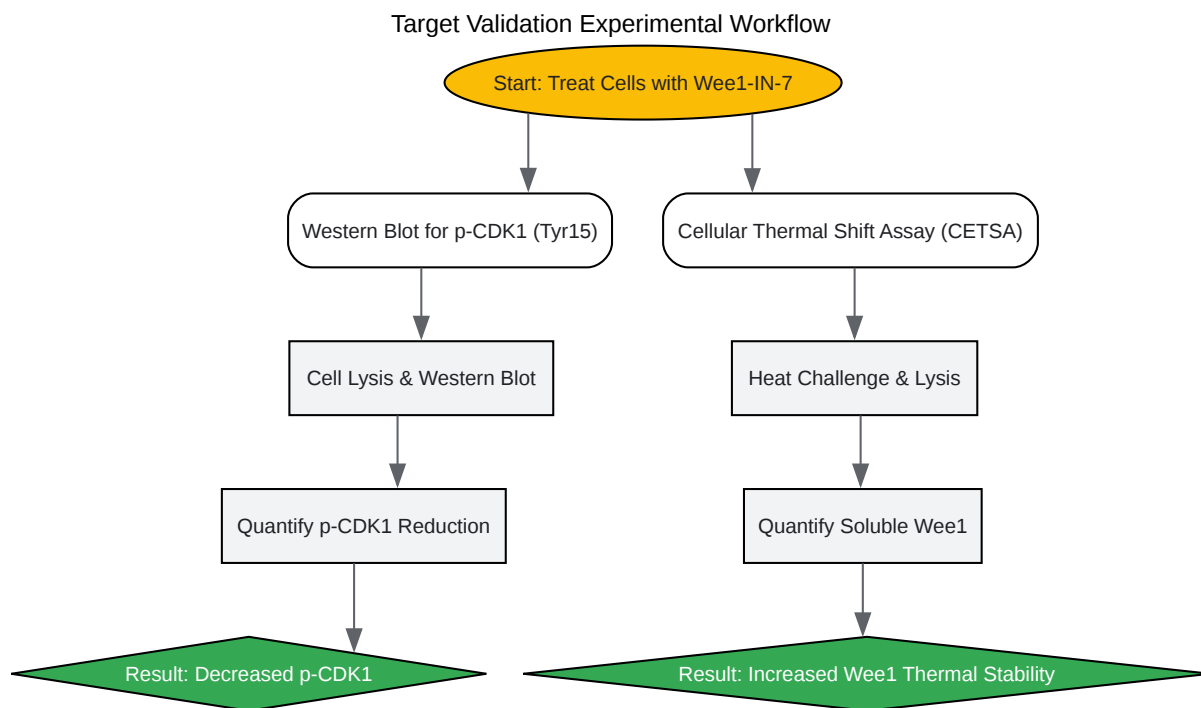 Target Validation Experimental Workflow
Start: Treat Cells with Wee1-IN-7
Western Blot for p-CDK1 (Tyr15)
Cellular Thermal Shift Assay (CETSA)
Cell Lysis & Western Blot
Heat Challenge & Lysis
Quantify p-CDK1 Reduction
Quantify Soluble Wee1
Result: Decreased p-CDK1
Result: Increased Wee1 Thermal Stability